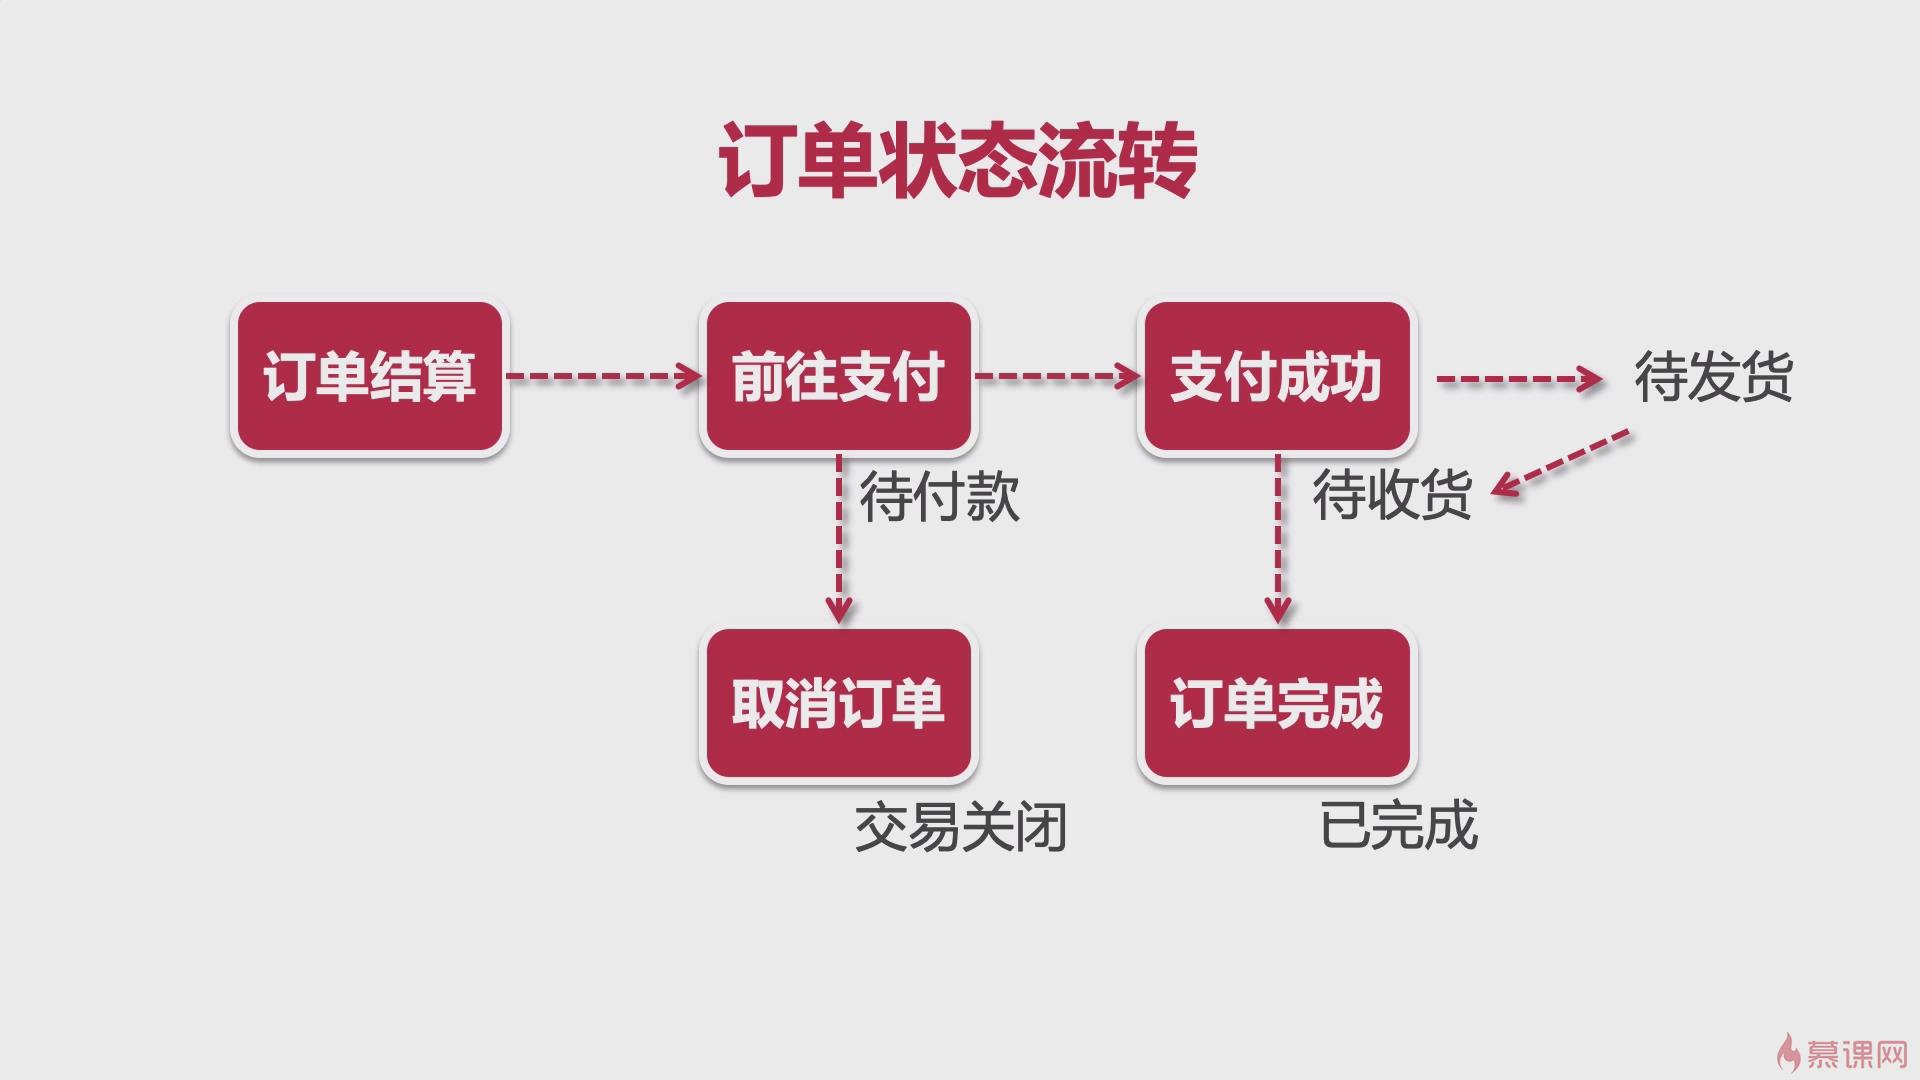 订单状态流转
订单结算
前往支付
支付成功
待发货
待付款
待收货
取消订单
订单完成
交易关闭
已完成
慕课网